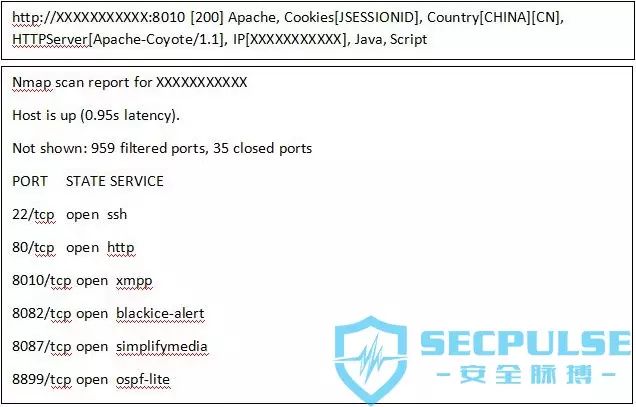 http://XXXXXXXXXXX:8010 [200] Apache, Cookies[JSESSIONID], Country[CHINA][CN],
HTTPServer[Apache-Coyote/1.1], IP[XXXXXXXXXXX], Java, Script
Nmap scan report for XXXXXXXXXXX
Host is up (0.95s latency).
Not shown: 959 filtered ports, 35 closed ports
PORT STATE SERVICE
22/tcp open ssh
80/tcp open http
8010/tcp open xmpp
8082/tcp open blackice-alert
8087/tcp open simplifymedia
8899/tcp open ospf-lite
SECPULSE
安全脉搏